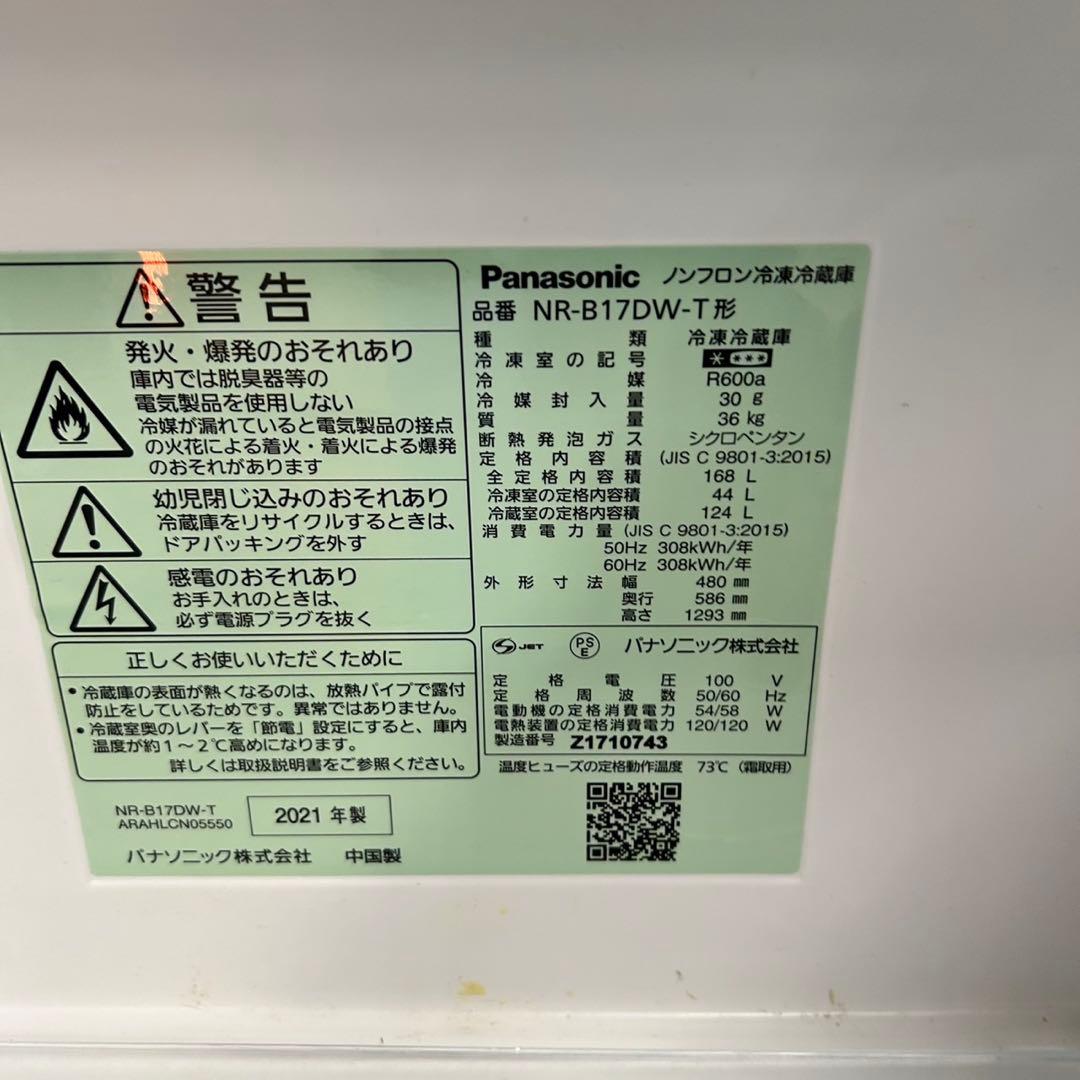 警告
発火・爆発のおそれあり
庫内では脱臭器等の
電気製品を使用しない
冷媒が漏れていると電気製品の接点
の火花による着火・着火による爆発
のおそれがあります
幼児閉じ込みのおそれあり
冷蔵庫をリサイクルするときは、
ドアパッキングを外す
感電のおそれあり
お手入れのときは、
必ず電源プラグを抜く
正しくお使いいただくために
・冷蔵庫の表面が熱くなるのは、放熱パイプで露付
防止をしているためです。異常ではありません。
・冷蔵室奥のレバーを「節電」設定にすると、庫内
温度が約1～2℃高めになります。
詳しくは取扱説明書をご参照ください。
NR-B17DW-T
ARAHLCN05550
2021年製
パナソニック株式会社 中国製
Panasonic ノンフロン冷凍冷蔵庫
品番 NR-B17DW-T形
種類 冷凍冷蔵庫
冷凍室の記号 * ***
冷媒 R600a
冷媒封入量 30 g
質量 36 kg
断熱発泡ガス シクロペンタン
定格内容積 (JIS C 9801-3:2015)
全定格内容積 168 L
冷凍室の定格内容積 44 L
冷蔵室の定格内容積 124 L
消費電力量 (JIS C 9801-3:2015)
50Hz 308kWh/年
60Hz 308kWh/年
外形寸法 幅 480 mm
奥行 586 mm
高さ 1293 mm
S JET PS E パナソニック株式会社
定格電圧 100 V
定格周波数 50/60 Hz
電動機の定格消費電力 54/58 W
電熱装置の定格消費電力 120/120 W
製造番号 Z1710743
温度ヒューズの定格動作温度 73℃(霜取用)